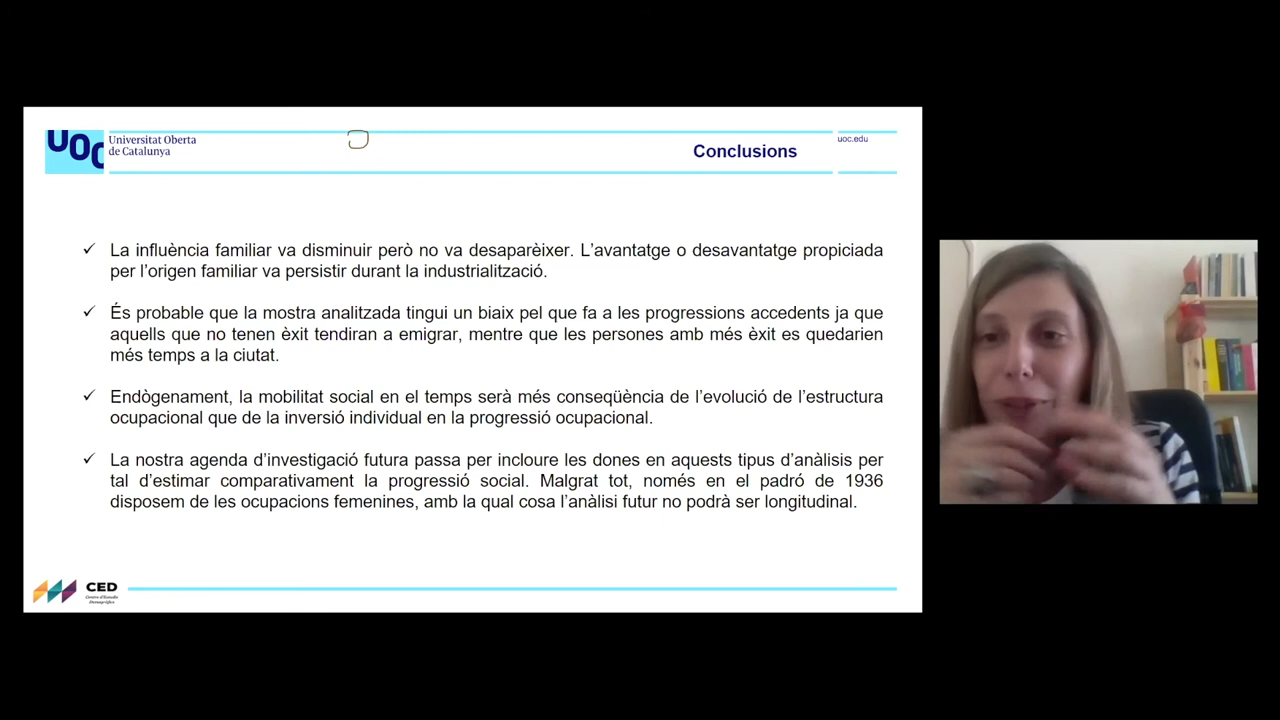 UOC
Universitat Oberta
de Catalunya
Conclusions
uoc.edu
✓ La influència familiar va disminuir però no va desaparèixer. L’avantatge o desavantatge propiciada
per l’origen familiar va persistir durant la industrialització.
✓ És probable que la mostra analitzada tingui un biaix pel que fa a les progressions accedents ja que
aquells que no tenen èxit tendiran a emigrar, mentre que les persones amb més èxit es quedarien
més temps a la ciutat.
✓ Endògenament, la mobilitat social en el temps serà més conseqüència de l’evolució de l’estructura
ocupacional que de la inversió individual en la progressió ocupacional.
✓ La nostra agenda d’investigació futura passa per incloure les dones en aquests tipus d’anàlisis per
tal d’estimar comparativament la progressió social. Malgrat tot, només en el padró de 1936
disposem de les ocupacions femenines, amb la qual cosa l’anàlisi futur no podrà ser longitudinal.
CED
Centre d’Estudis
Demogràfics